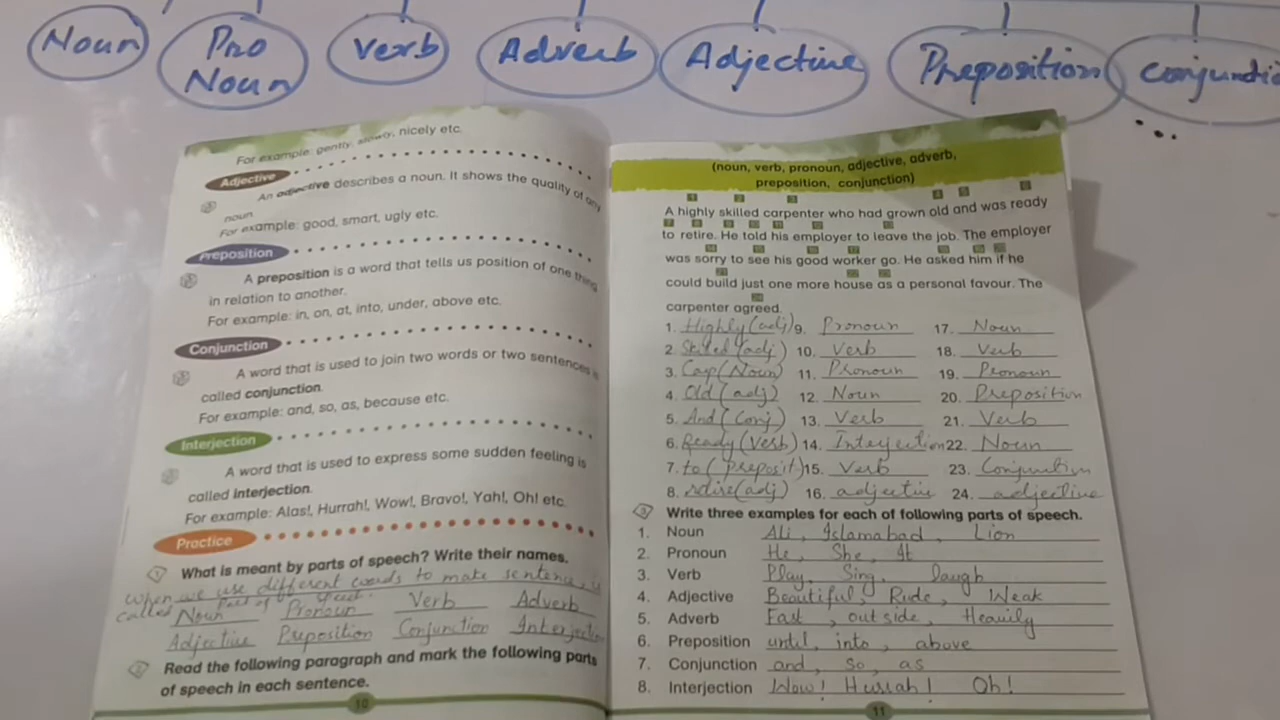 Noun
Pro Noun
Verb
Adverb
Adjective
Preposition
For example: gently, slowly, nicely etc.
Adjective
An adjective describes a noun. It shows the quality of any
noun.
For example: good, smart, ugly etc.
Preposition
A preposition is a word that tells us position of one thing
in relation to another.
For example: in, on, at, into, under, above etc.
Conjunction
A word that is used to join two words or two sentences is
called conjunction.
For example: and, so, as, because etc.
Interjection
A word that is used to express some sudden feeling is
called interjection.
For example: Alas!, Hurrah!, Wow!, Bravo!, Yah!, Oh! etc.
Practice
1 What is meant by parts of speech? Write their names.
When we use different words to make sentence, is
called Part of Speech.
Noun Pronoun Verb Adverb
Adjective Preposition Conjunction Interjection
2 Read the following paragraph and mark the following parts
of speech in each sentence.
10
(noun, verb, pronoun, adjective, adverb,
preposition, conjunction)
A highly skilled carpenter who had grown old and was ready
to retire. He told his employer to leave the job. The employer
was sorry to see his good worker go. He asked him if he
could build just one more house as a personal favour. The
carpenter agreed.
1. Highly (adj) 9. Pronoun 17. Noun
2. Skilled (adj) 10. Verb 18. Verb
3. Carp (Noun) 11. Pronoun 19. Pronoun
4. Old (adj) 12. Noun 20. Preposition
5. And (Conj) 13. Verb 21. Verb
6. Ready (Verb) 14. Interjection 22. Noun
7. to (preposit) 15. Verb 23. Conjunction
8. retire (adj) 16. adjective 24. adjective
3 Write three examples for each of following parts of speech.
1. Noun Ali, Islamabad, Lion
2. Pronoun He, She, It
3. Verb Play, Sing, laugh
4. Adjective Beautiful, Rude, Weak
5. Adverb Fast, outside, Heavily
6. Preposition until, into, above
7. Conjunction and, so, as
8. Interjection Wow! Hurrah! Oh!
11